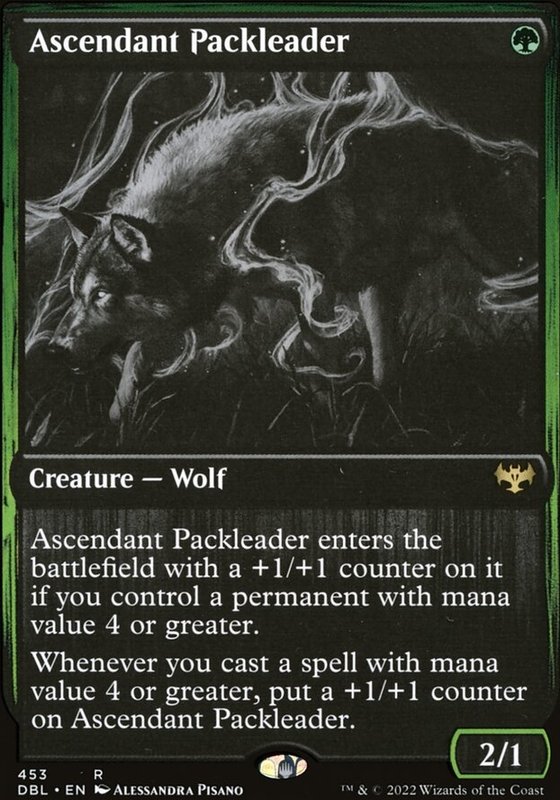 Ascendant Packleader
Creature — Wolf
Ascendant Packleader enters the
battlefield with a +1/+1 counter on it
if you control a permanent with mana
value 4 or greater.
Whenever you cast a spell with mana
value 4 or greater, put a +1/+1 counter
on Ascendant Packleader.
2/1
453 R
DBL • EN Alessandra Pisano
™ & © 2022 Wizards of the Coast